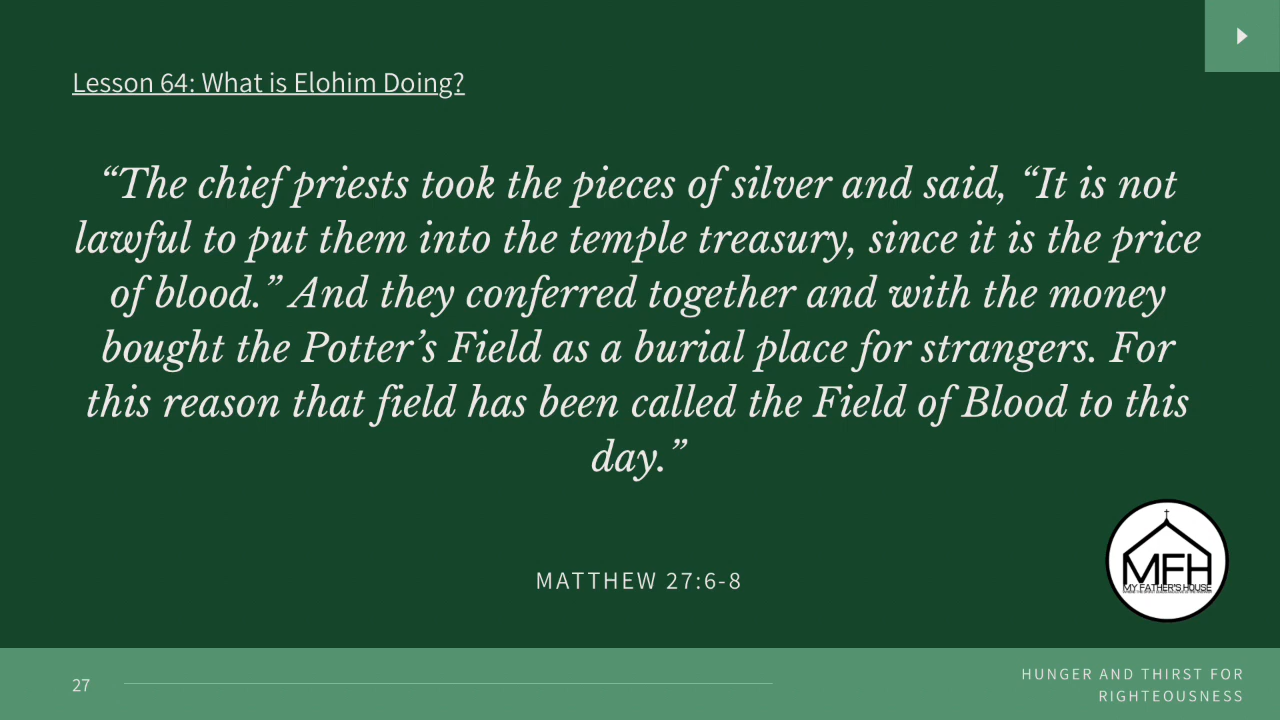 Lesson 64: What is Elohim Doing?
“The chief priests took the pieces of silver and said, “It is not
lawful to put them into the temple treasury, since it is the price
of blood.” And they conferred together and with the money
bought the Potter’s Field as a burial place for strangers. For
this reason that field has been called the Field of Blood to this
day.”
MATTHEW 27:6-8
MFH
MY FATHER'S HOUSE
27
HUNGER AND THIRST FOR
RIGHTEOUSNESS